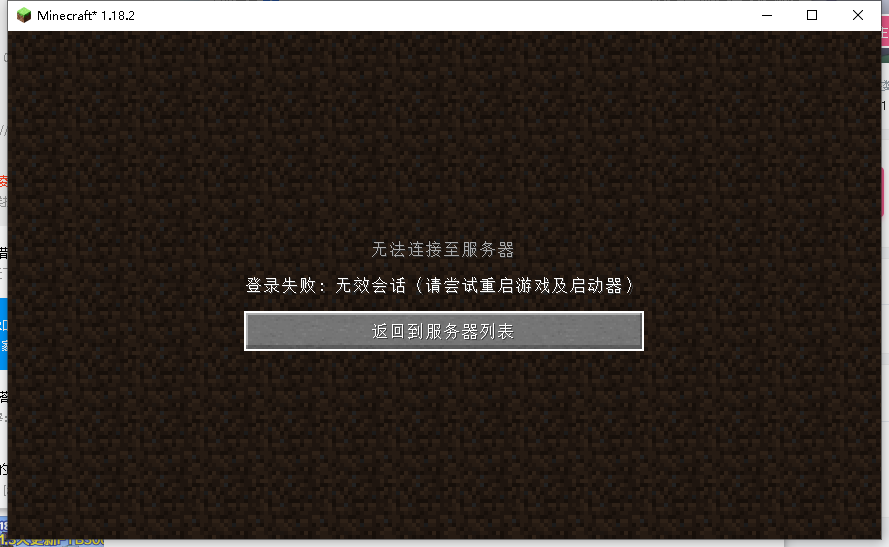 Minecraft* 1.18.2
无法连接至服务器
登录失败：无效会话（请尝试重启游戏及启动器）
返回到服务器列表